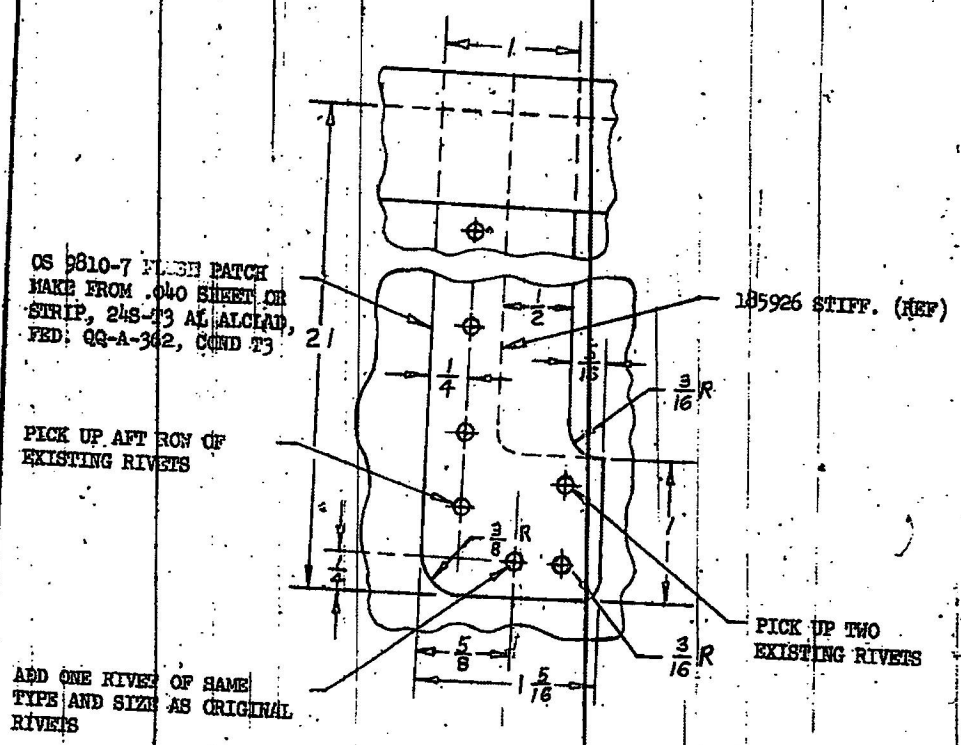 1
OS 9810-7 FLUSH PATCH
MAKE FROM .040 SHEET OR
STRIP, 24S-T3 AL ALCLAD,
FED. QQ-A-362, COND T3
21
1/2
185926 STIFF. (REF)
5/16
1/4
3/16 R
PICK UP AFT ROW OF
EXISTING RIVETS
1
3/8 R
1/4
PICK UP TWO
EXISTING RIVETS
5/8
3/16 R
1 5/16
ADD ONE RIVET OF SAME
TYPE AND SIZE AS ORIGINAL
RIVETS